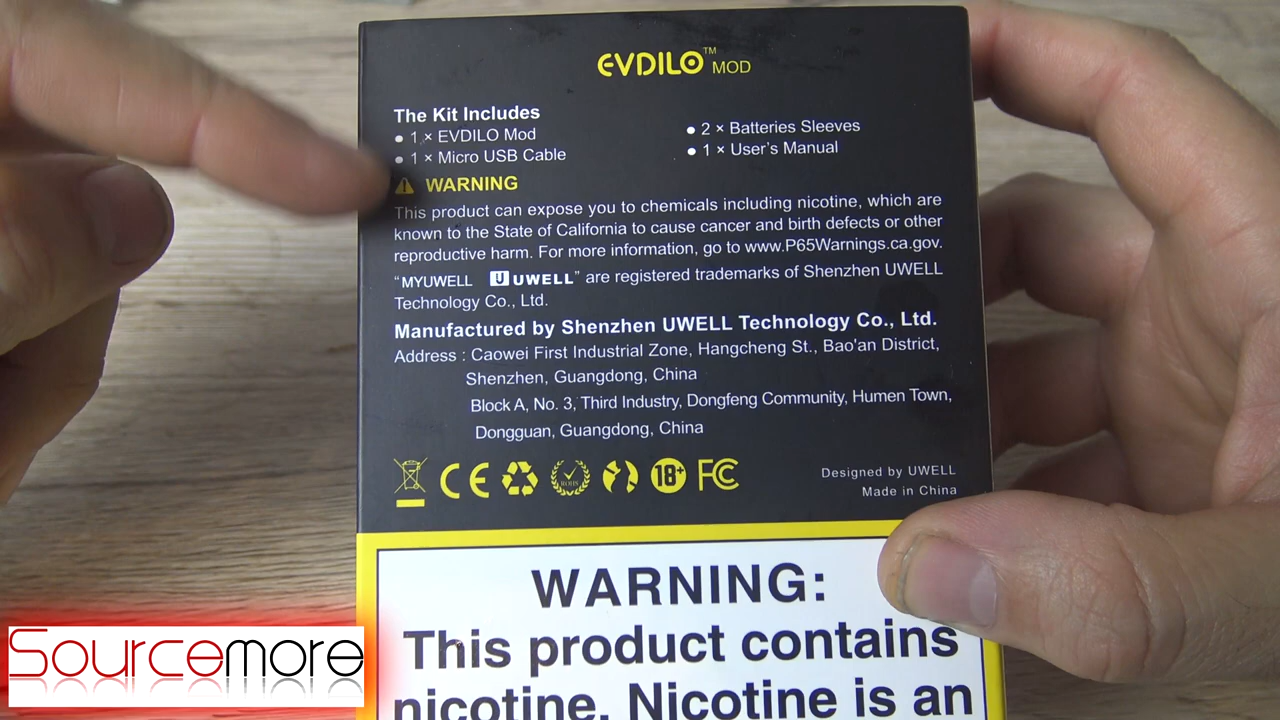 EVDILO™ MOD
The Kit Includes
● 1 × EVDILO Mod
● 1 × Micro USB Cable
● 2 × Batteries Sleeves
● 1 × User's Manual
WARNING
This product can expose you to chemicals including nicotine, which are
known to the State of California to cause cancer and birth defects or other
reproductive harm. For more information, go to www.P65Warnings.ca.gov.
“MYUWELL U UWELL” are registered trademarks of Shenzhen UWELL
Technology Co., Ltd.
Manufactured by Shenzhen UWELL Technology Co., Ltd.
Address : Caowei First Industrial Zone, Hangcheng St., Bao'an District,
Shenzhen, Guangdong, China
Block A, No. 3, Third Industry, Dongfeng Community, Humen Town,
Dongguan, Guangdong, China
CE ROHS 18+ FC
Designed by UWELL
Made in China
WARNING:
This product contains
nicotine. Nicotine is an
Sourcemore